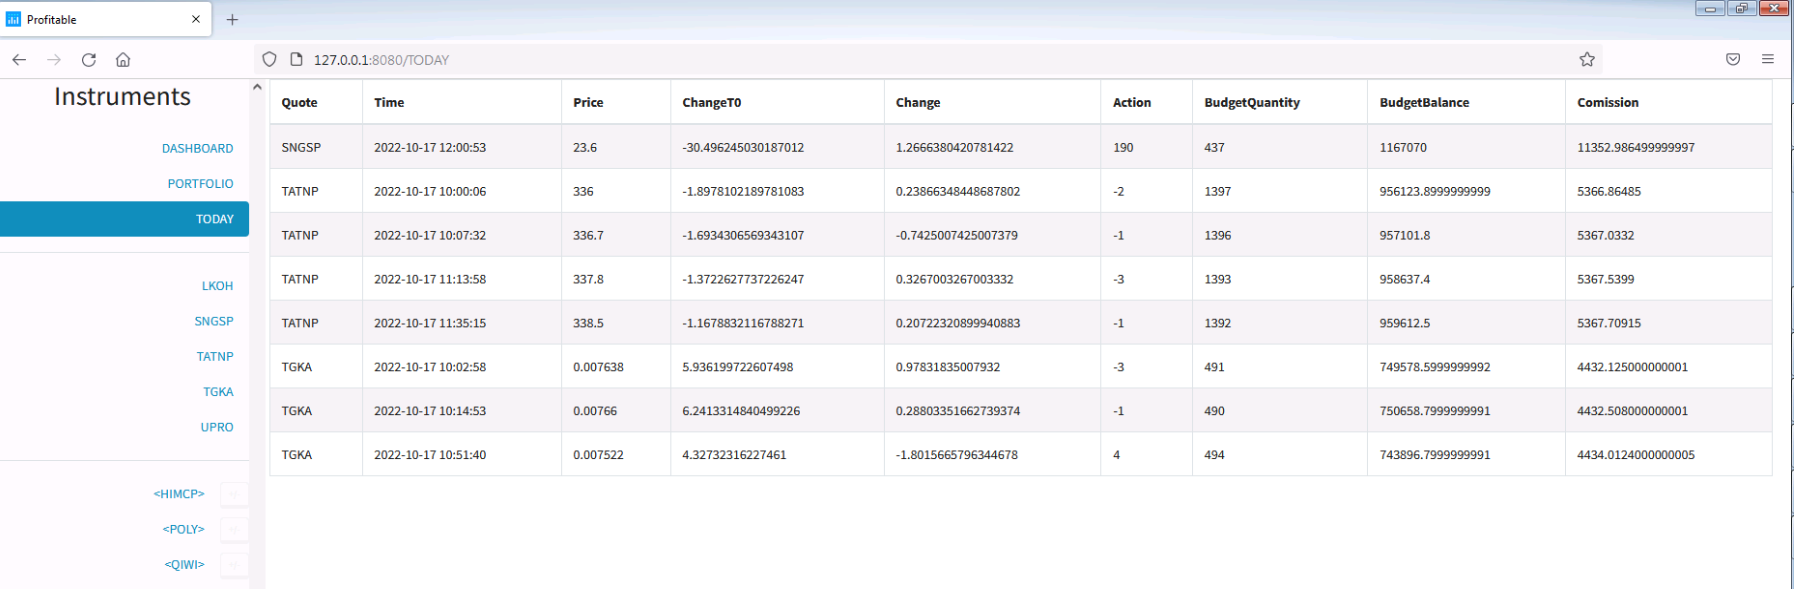 Profitable
127.0.0.1:8080/TODAY
Instruments
DASHBOARD
PORTFOLIO
TODAY
LKOH
SNGSP
TATNP
TGKA
UPRO
<HIMCP>
<POLY>
<QIWI>
Quote Time Price ChangeT0 Change Action BudgetQuantity BudgetBalance Comission
SNGSP 2022-10-17 12:00:53 23.6 -30.496245030187012 1.2666380420781422 190 437 1167070 11352.986499999997
TATNP 2022-10-17 10:00:06 336 -1.8978102189781083 0.23866348448687802 -2 1397 956123.8999999999 5366.86485
TATNP 2022-10-17 10:07:32 336.7 -1.6934306569343107 -0.7425007425007379 -1 1396 957101.8 5367.0332
TATNP 2022-10-17 11:13:58 337.8 -1.3722627737226247 0.3267003267003332 -3 1393 958637.4 5367.5399
TATNP 2022-10-17 11:35:15 338.5 -1.1678832116788271 0.20722320899940883 -1 1392 959612.5 5367.70915
TGKA 2022-10-17 10:02:58 0.007638 5.936199722607498 0.97831835007932 -3 491 749578.5999999992 4432.125000000001
TGKA 2022-10-17 10:14:53 0.00766 6.2413314840499226 0.28803351662739374 -1 490 750658.7999999991 4432.508000000001
TGKA 2022-10-17 10:51:40 0.007522 4.32732316227461 -1.8015665796344678 4 494 743896.7999999991 4434.0124000000005